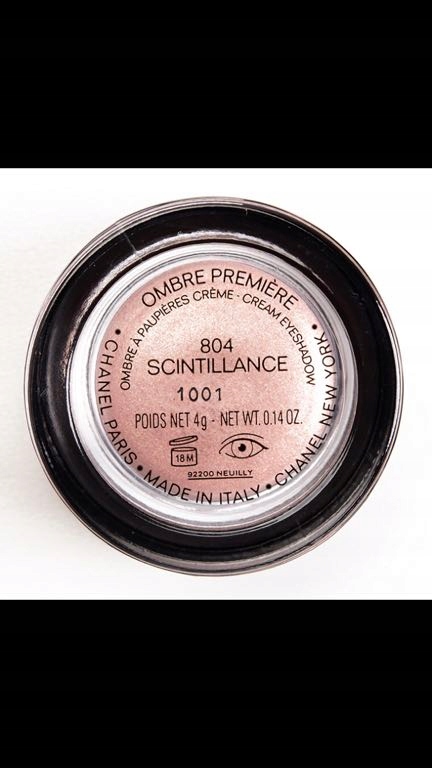 OMBRE PREMIÈRE
OMBRE À PAUPIÈRES CRÈME - CREAM EYESHADOW
804
SCINTILLANCE
1001
POIDS NET 4g - NET WT. 0.14 OZ.
18M
92200 NEUILLY
• CHANEL PARIS • MADE IN ITALY • CHANEL NEW YORK •